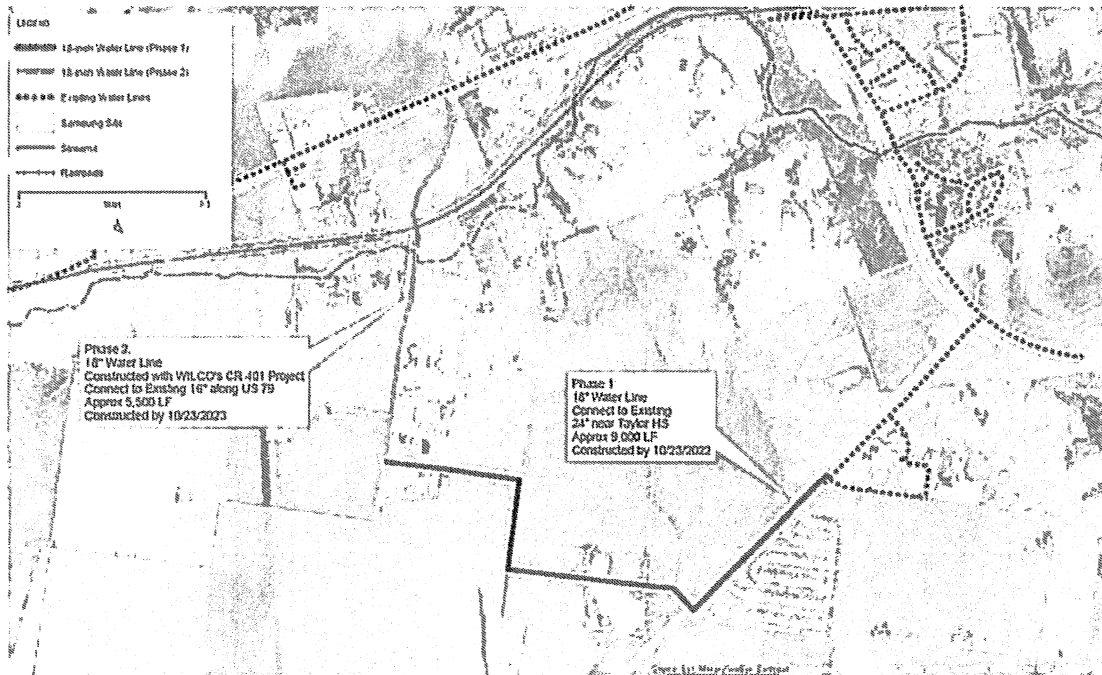 Legend
18-inch Water Line (Phase 1)
18-inch Water Line (Phase 2)
Existing Water Lines
Samsung Site
Streams
Railroads
Phase 2
18" Water Line
Constructed with WILCO's CR 401 Project
Connect to Existing 16" along US 79
Approx 5,500 LF
Constructed by 10/23/2023
Phase 1
18" Water Line
Connect to Existing
24" near Taylor HS
Approx 9,000 LF
Constructed by 10/23/2022